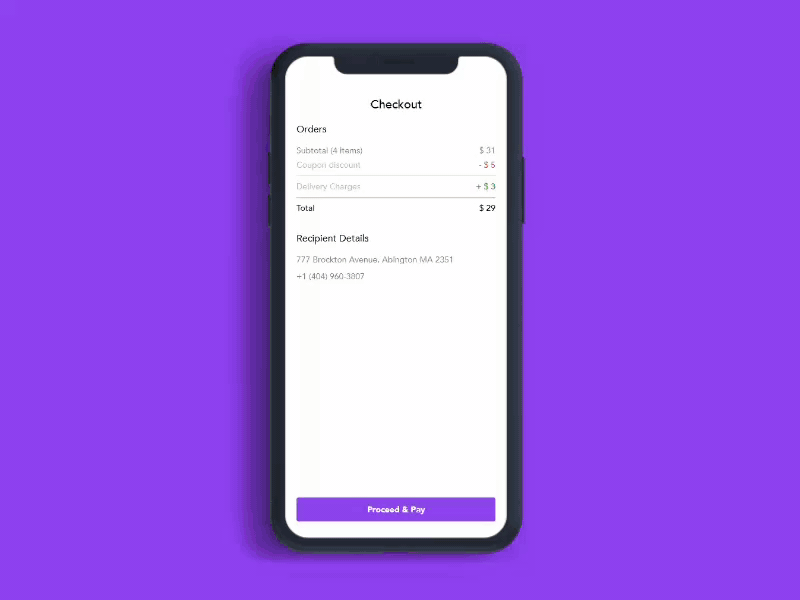 Checkout
Orders
Subtotal (4 items) $ 31
Coupon discount - $ 5
Delivery Charges + $ 3
Total $ 29
Recipient Details
777 Brockton Avenue, Abington MA 2351
+1 (404) 960-3807
Proceed & Pay